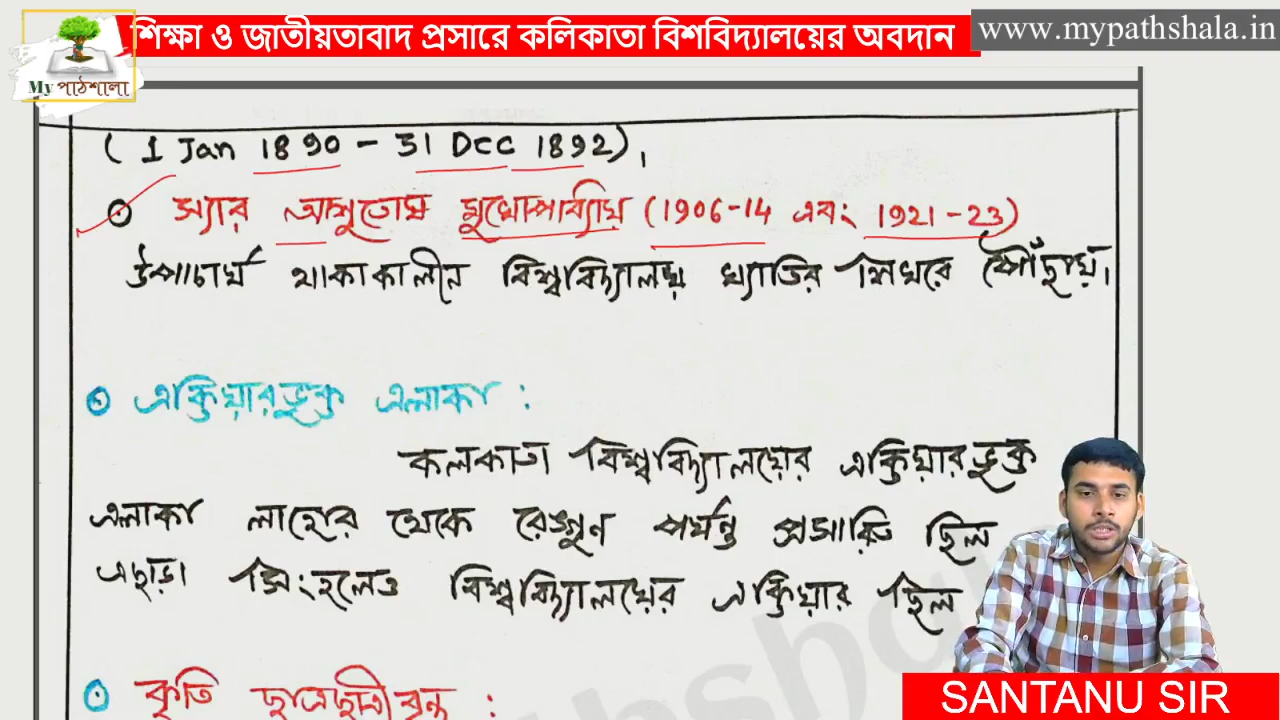 শিক্ষা ও জাতীয়তাবাদ প্রসারে কলিকাতা বিশবিদ্যালয়ের অবদান
www.mypathshala.in
My পাঠশালা
( 1 Jan 1890 - 31 Dec 1892) ,
স্যার আশুতোষ মুখোপাধ্যায় (1906-14 এবং 1921-23)
উপাচার্য থাকাকালীন বিশ্ববিদ্যালয় খ্যাতির শিখরে পৌঁছায়।
এক্তিয়ারভুক্ত এলাকা :
কলকাতা বিশ্ববিদ্যালয়ের এক্তিয়ারভুক্ত
এলাকা লাহোর থেকে রেঙ্গুন পর্যন্ত প্রসারিত ছিল
এছাড়া সিংহলেও বিশ্ববিদ্যালয়ের এক্তিয়ার ছিল
কৃতি ছাত্রছাত্রীবৃন্দ :
SANTANU SIR